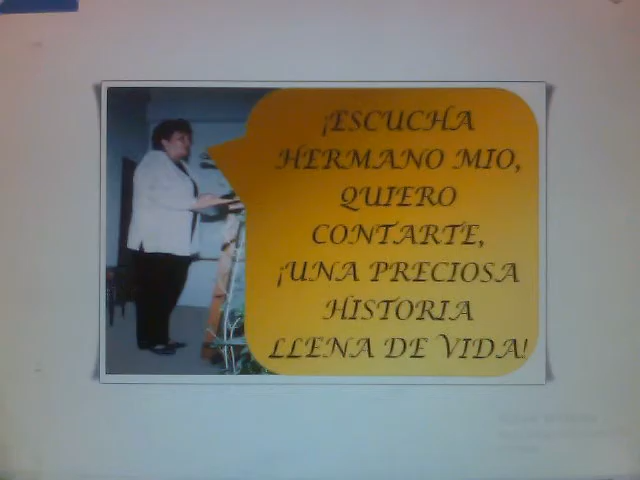 ¡ESCUCHA
HERMANO MIO,
QUIERO
CONTARTE,
¡UNA PRECIOSA
HISTORIA
LLENA DE VIDA!